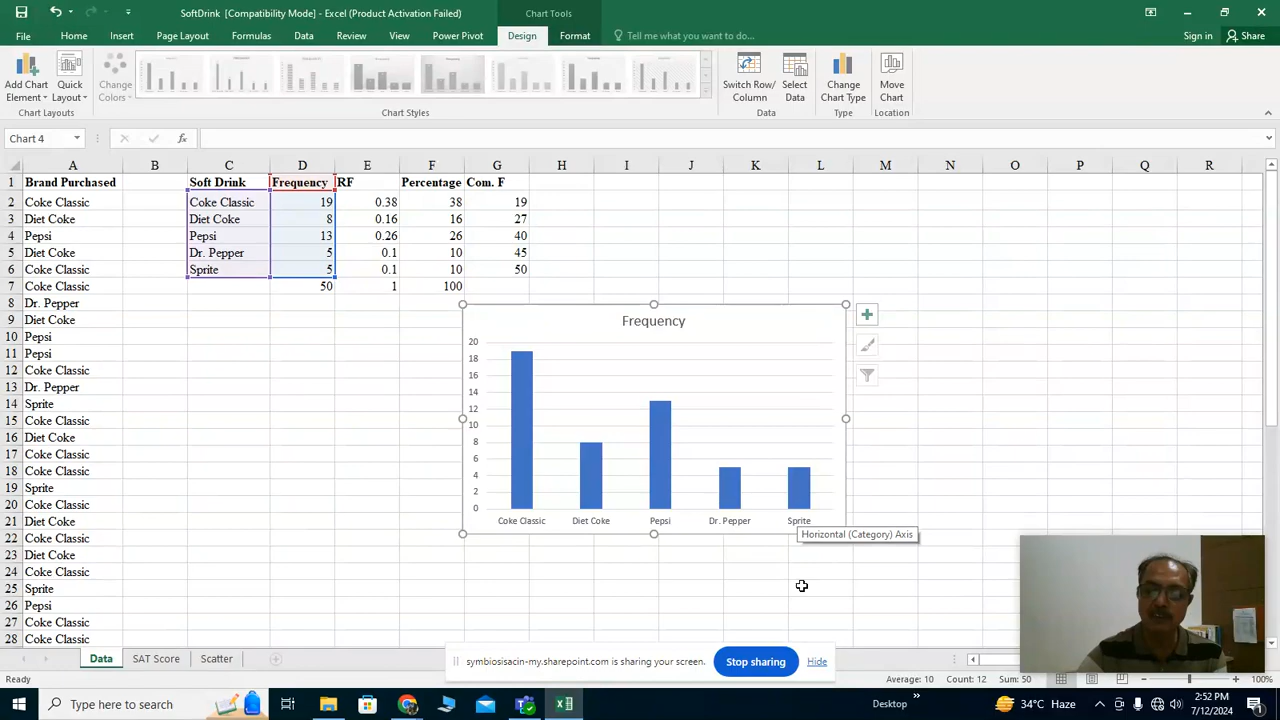 SoftDrink  [Compatibility Mode] - Excel (Product Activation Failed)
Chart Tools
File Home Insert Page Layout Formulas Data Review View Power Pivot Design Format Tell me what you want to do... Sign in Share
Add Chart Element Quick Layout Change Colors Switch Row/Column Select Data Change Chart Type Move Chart
Chart Layouts Chart Styles Data Type Location
Chart 4 fx
A B C D E F G H I J K L M N O P Q R
1 Brand Purchased Soft Drink Frequency RF Percentage Com. F
2 Coke Classic Coke Classic 19 0.38 38 19
3 Diet Coke Diet Coke 8 0.16 16 27
4 Pepsi Pepsi 13 0.26 26 40
5 Diet Coke Dr. Pepper 5 0.1 10 45
6 Coke Classic Sprite 5 0.1 10 50
7 Coke Classic 50 1 100
8 Dr. Pepper
9 Diet Coke
10 Pepsi
11 Pepsi
12 Coke Classic
13 Dr. Pepper
14 Sprite
15 Coke Classic
16 Diet Coke
17 Coke Classic
18 Coke Classic
19 Sprite
20 Coke Classic
21 Diet Coke
22 Coke Classic
23 Diet Coke
24 Coke Classic
25 Sprite
26 Pepsi
27 Coke Classic
28 Coke Classic
Frequency
20
18
16
14
12
10
8
6
4
2
0
Coke Classic Diet Coke Pepsi Dr. Pepper Sprite
Horizontal (Category) Axis
Data SAT Score Scatter
symbiosisacin-my.sharepoint.com is sharing your screen. Stop sharing Hide
Ready Average: 10 Count: 12 Sum: 50 100%
Type here to search Desktop 34°C Haze ENG 2:52 PM
7/12/2024